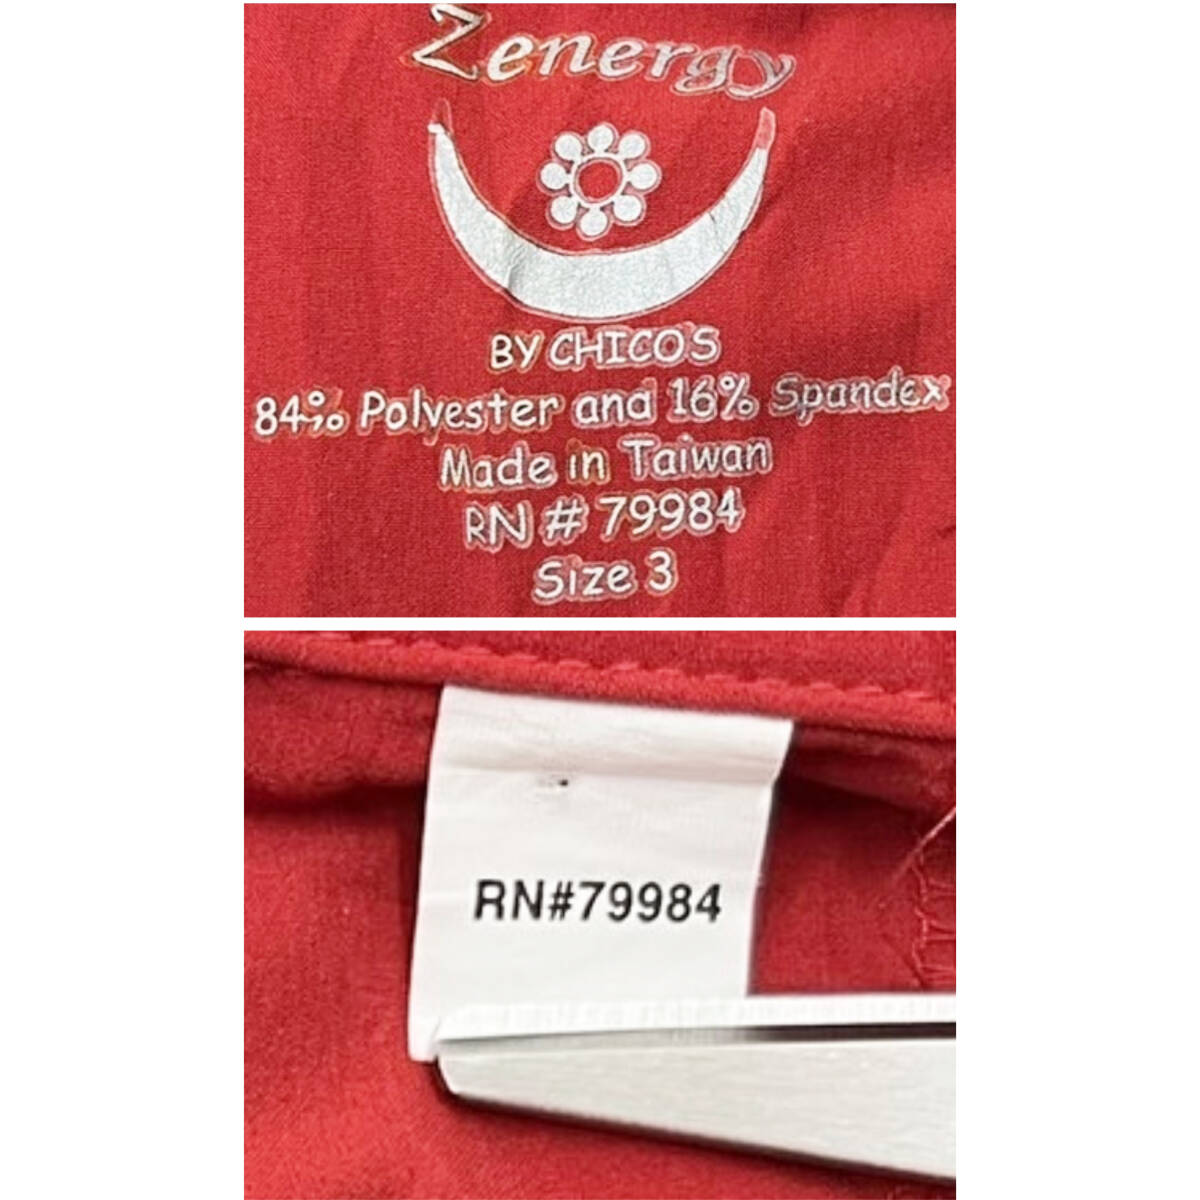 Zenergy
BY CHICO'S
84% Polyester and 16% Spandex
Made in Taiwan
RN # 79984
Size 3
RN#79984